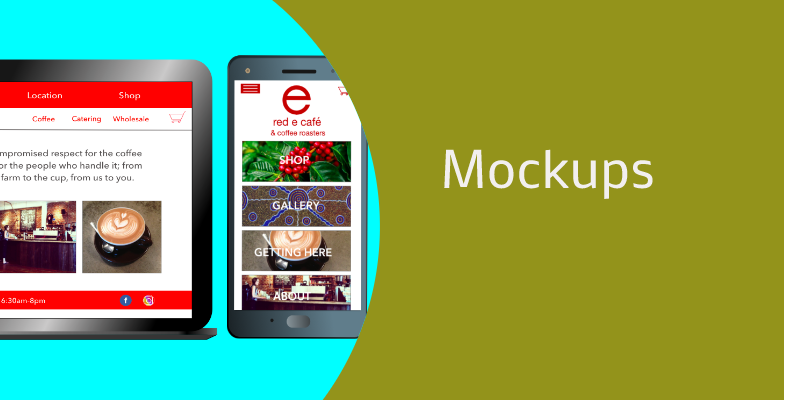 Location Shop
Coffee Catering Wholesale
mpromised respect for the coffee
or the people who handle it; from
farm to the cup, from us to you.
6:30am-8pm
e
red e café
& coffee roasters
SHOP
GALLERY
GETTING HERE
ABOUT
Mockups